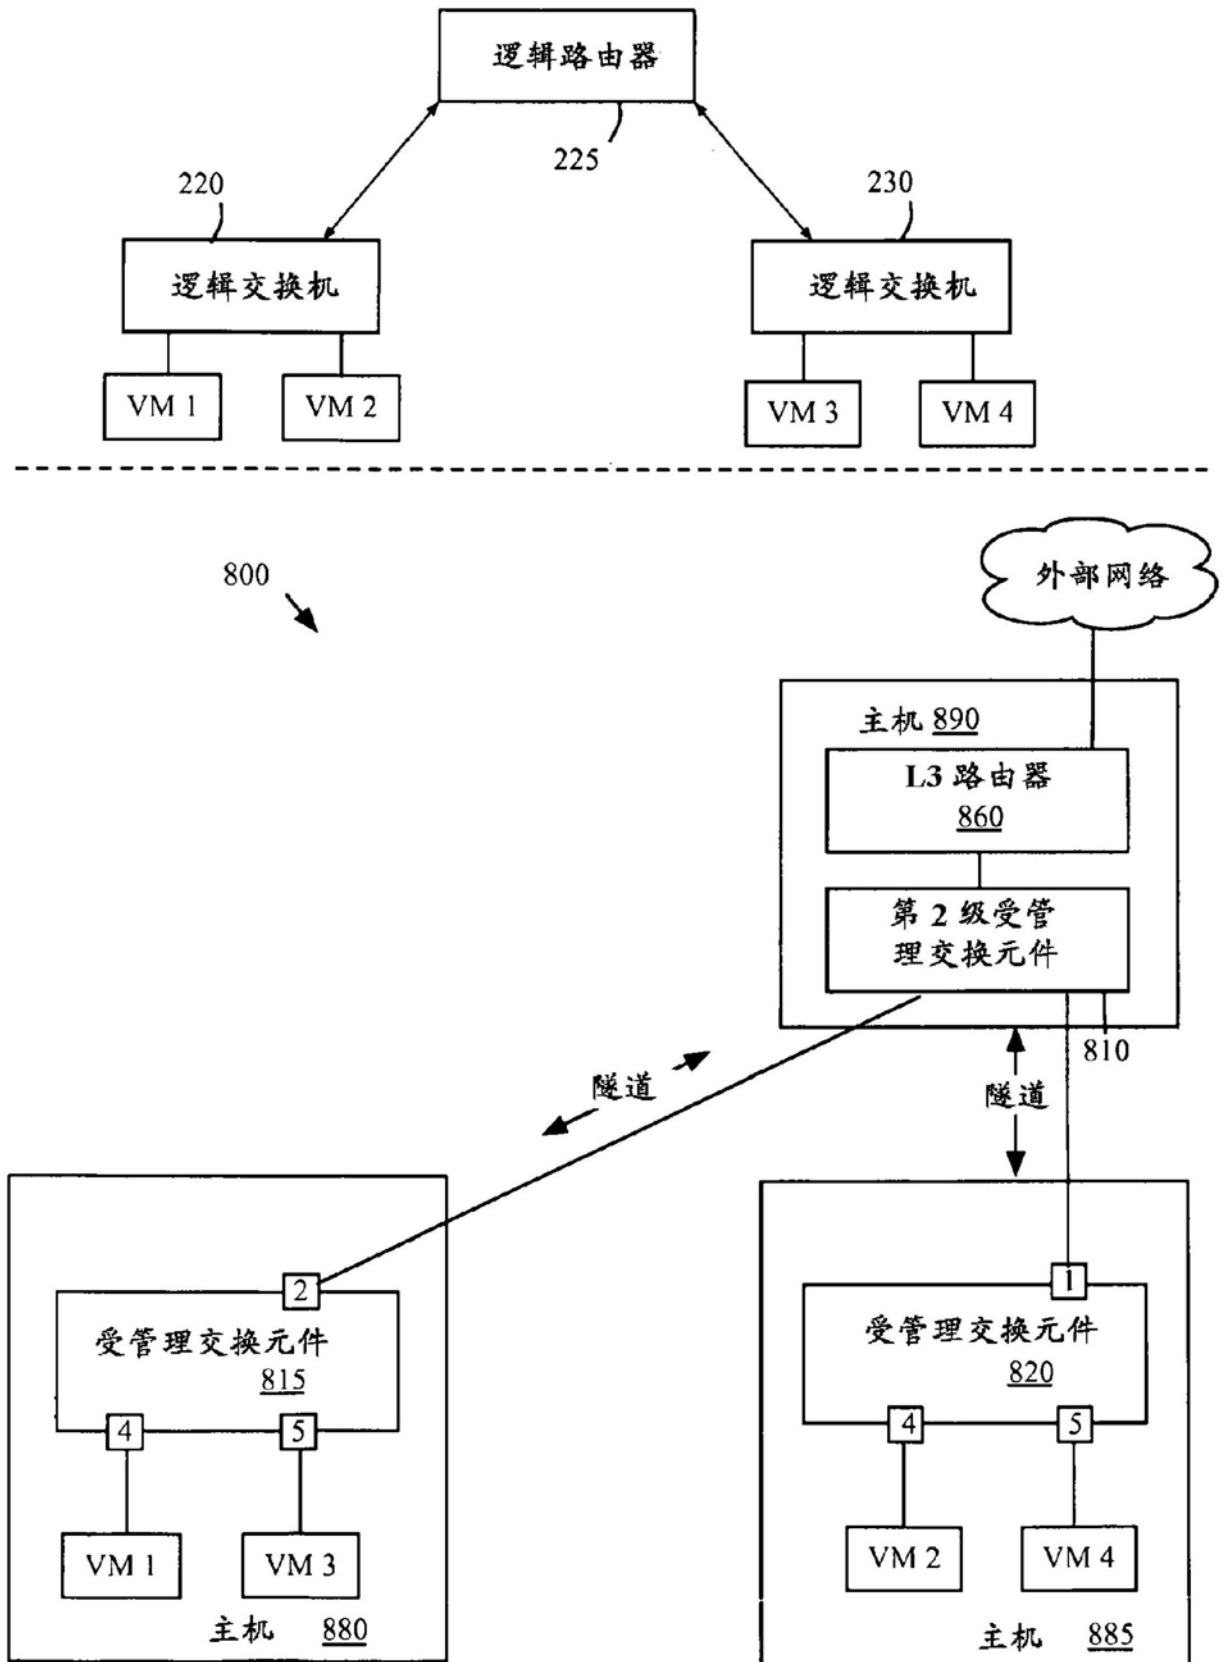 逻辑路由器
225
220
230
逻辑交换机
逻辑交换机
VM 1
VM 2
VM 3
VM 4
800
外部网络
主机 890
L3 路由器
860
第 2 级受管
理交换元件
810
隧道
隧道
2
1
受管理交换元件
815
受管理交换元件
820
4
5
4
5
VM 1
VM 3
VM 2
VM 4
主机 880
主机 885